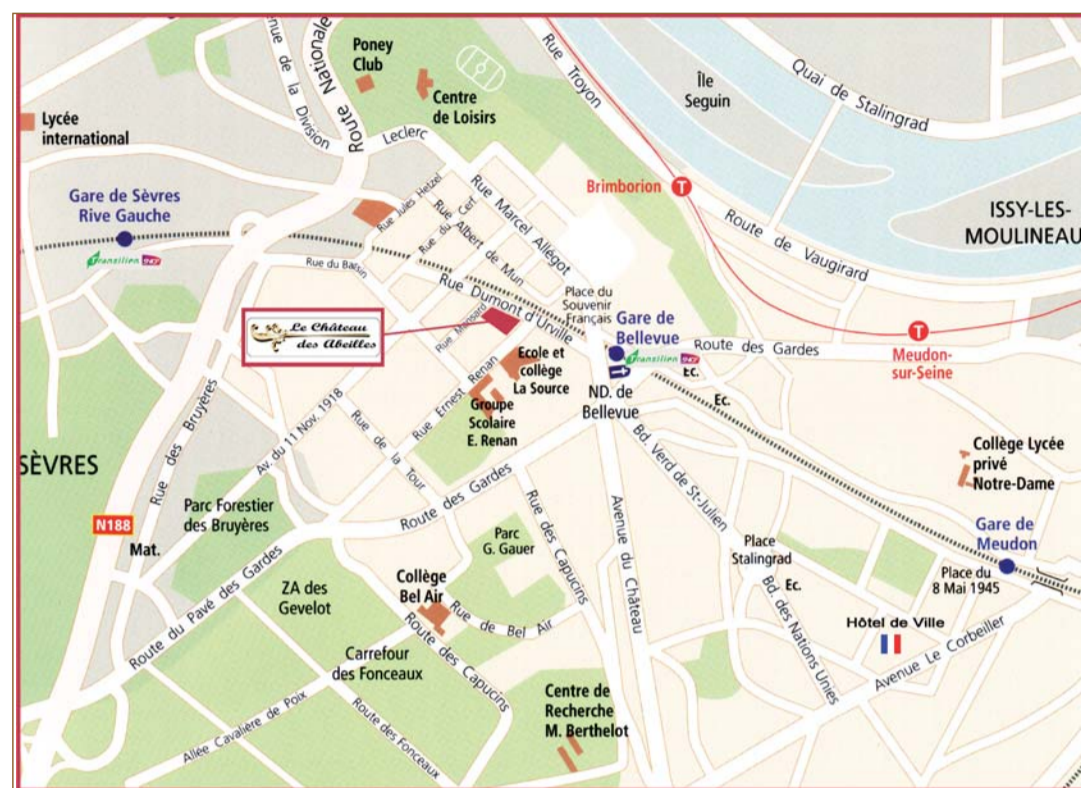 Poney
Club
Centre
de Loisirs
Lycée
international
Route Nationale
Leclerc
Rue Troyon
Île
Seguin
Quai de Stalingrad
Brimborion
T
ISSY-LES-
MOULINEAU
Route de Vaugirard
Gare de Sèvres
Rive Gauche
Transilien SNCF
Rue Jules Hetzel
Rue du Cerf
Rue Albert de Mun
Rue Marcel Allégot
Rue du Bassin
Rue Dumont d'Urville
Place du
Souvenir
Français
Le Château
des Abeilles
Rue Mansard
Gare de
Bellevue
Transilien SNCF
Ec.
Route des Gardes
T
Meudon-
sur-Seine
Ecole et
collège
La Source
Rue Ernest Renan
Groupe
Scolaire
E. Renan
ND. de
Bellevue
Ec.
Av. du 11 Nov. 1918
Rue de la Tour
Rue des Bruyères
SÈVRES
N188
Mat.
Parc Forestier
des Bruyères
Route des Gardes
Bd. Verd de St-Julien
Collège Lycée
privé
Notre-Dame
Gare de
Meudon
Place du
8 Mai 1945
Rue des Capucins
Avenue du Château
Place
Stalingrad
Ec.
Bd. des Nations Unies
Parc
G. Gauer
Collège
Bel Air
Rue de Bel Air
ZA des
Gevelot
Route du Pavé des Gardes
Hôtel de Ville
Avenue Le Corbeiller
Carrefour
des Fonceaux
Route des Capucins
Allée Cavalière de Poix
Route des Fonceaux
Centre de
Recherche
M. Berthelot